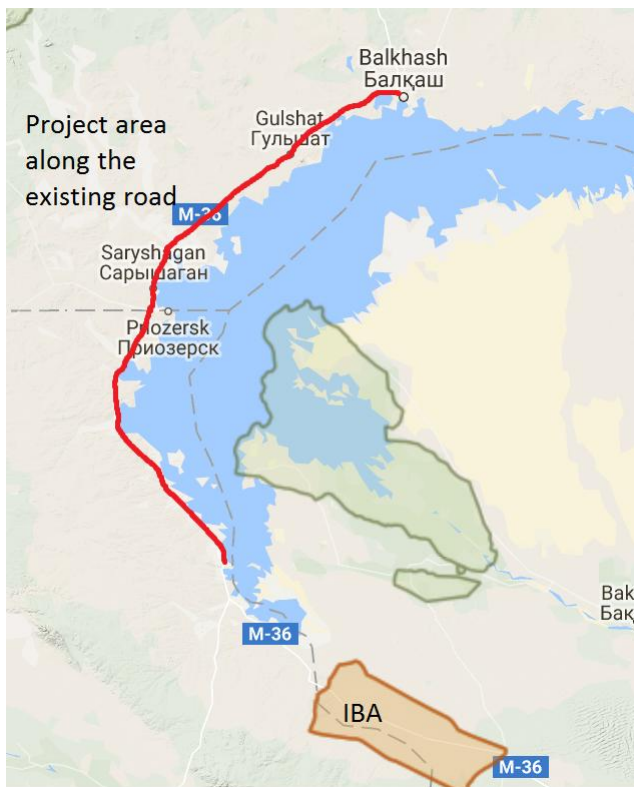 Balkhash
Балқаш
Gulshat
Гулышат
Project area
along the
existing road
M-36
Saryshagan
Сарышаган
Priozersk
Приозерск
Bak
Бақ
M-36
IBA
M-36